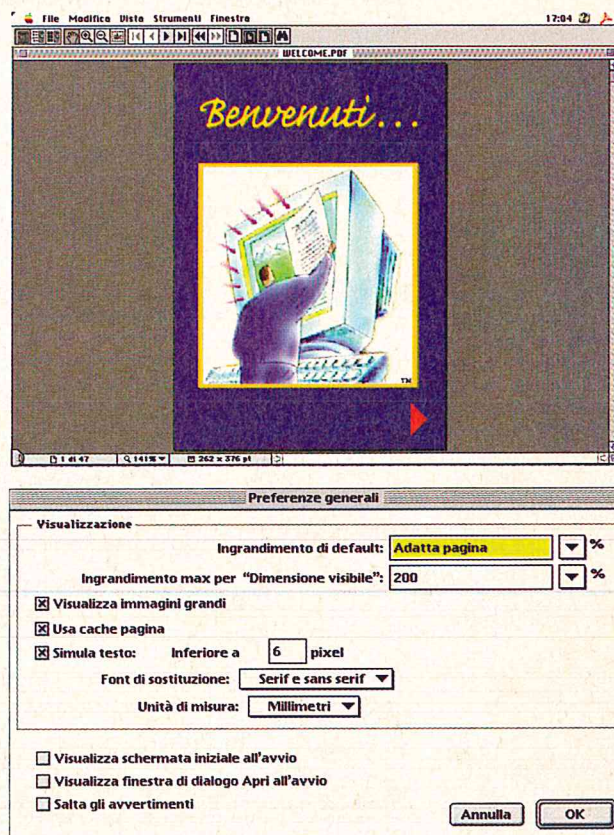 File Modifica Vista Strumenti Finestra 17:04
WELCOME.PDF
Benvenuti...
TM
1 di 47 141% 262 x 376 pt
Preferenze generali
Visualizzazione
Ingrandimento di default: Adatta pagina %
Ingrandimento max per “Dimensione visibile”: 200 %
Visualizza immagini grandi
Usa cache pagina
Simula testo: Inferiore a 6 pixel
Font di sostituzione: Serif e sans serif
Unità di misura: Millimetri
Visualizza schermata iniziale all'avvio
Visualizza finestra di dialogo Apri all'avvio
Salta gli avvertimenti
Annulla OK